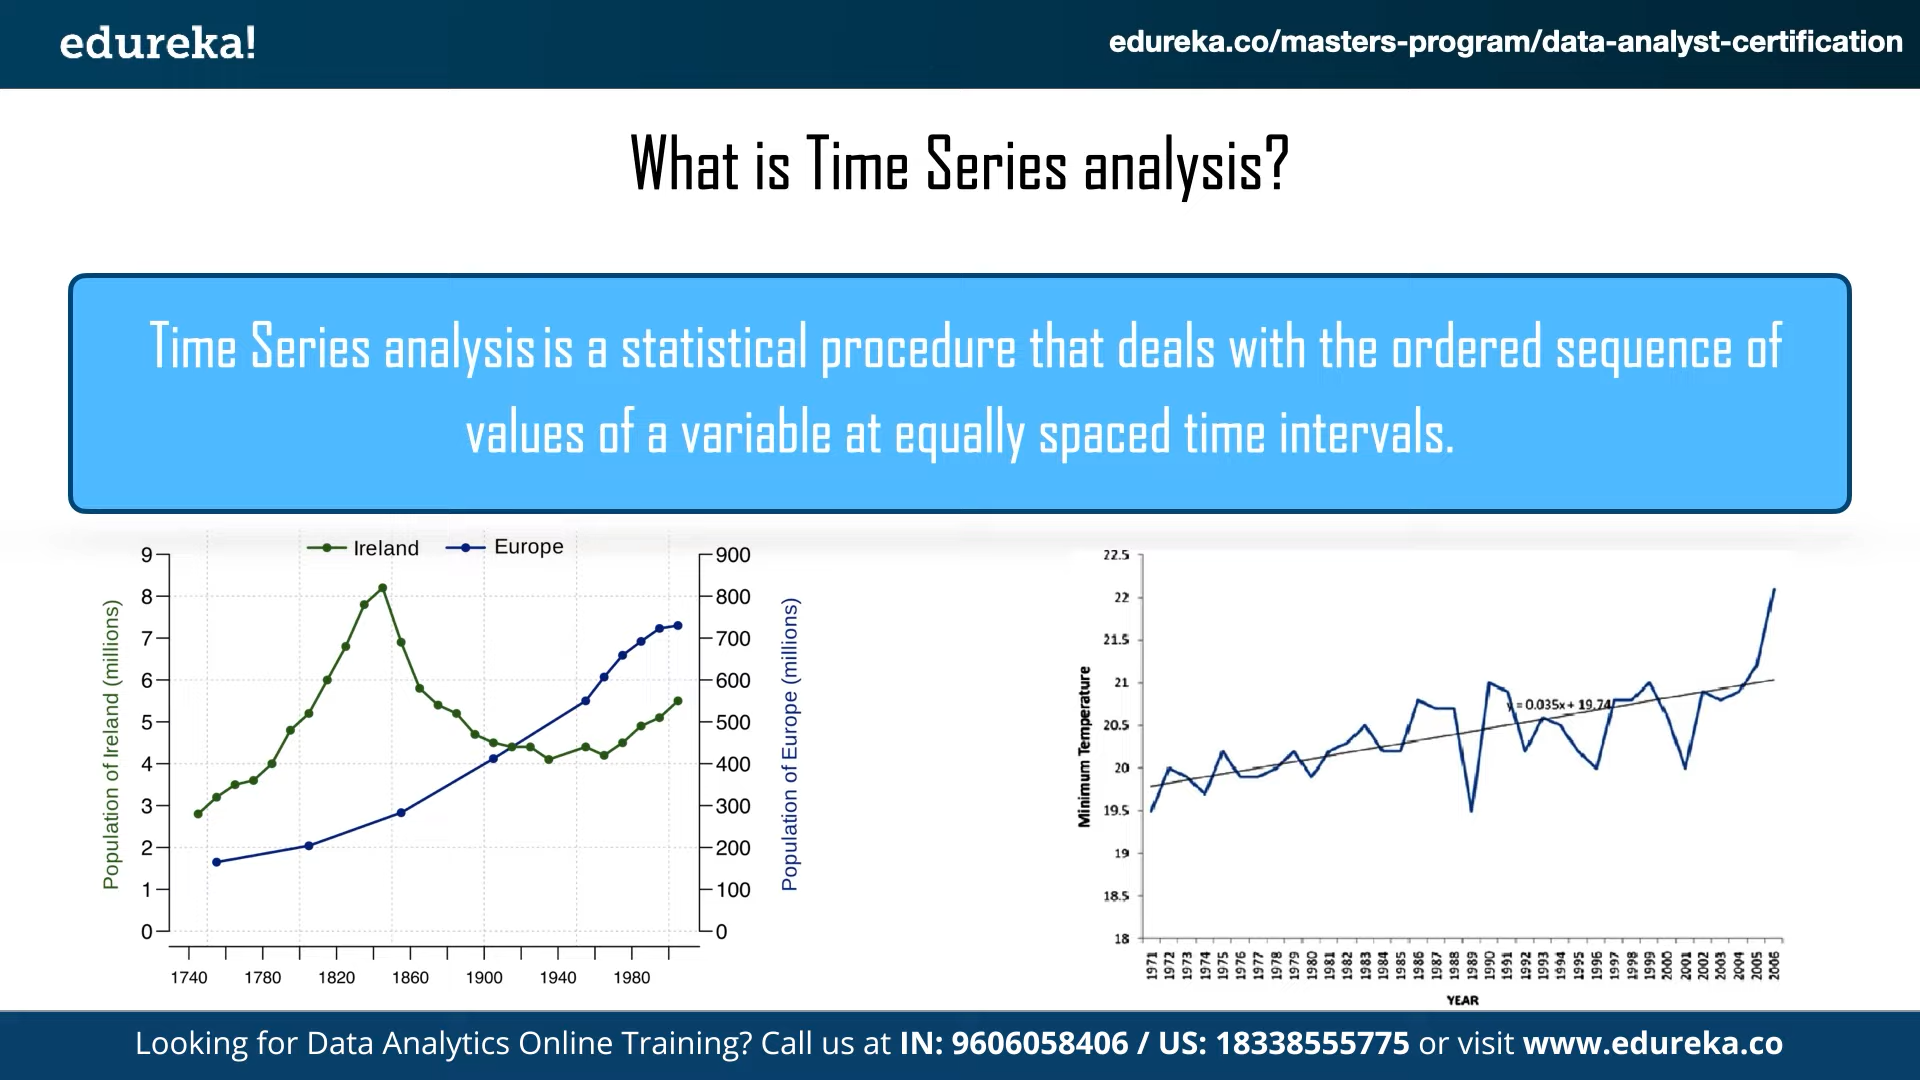 edureka!
edureka.co/masters-program/data-analyst-certification
What is Time Series analysis?
Time Series analysis is a statistical procedure that deals with the ordered sequence of
values of a variable at equally spaced time intervals.
Ireland
Europe
Population of Ireland (millions)
9
8
7
6
5
4
3
2
1
0
900
800
700
600
500
400
300
200
100
0
Population of Europe (millions)
1740 1780 1820 1860 1900 1940 1980
Minimum Temperature
22.5
22
21.5
21
20.5
20
19.5
19
18.5
18
y = 0.035x + 19.74
1971 1972 1973 1974 1975 1976 1977 1978 1979 1980 1981 1982 1983 1984 1985 1986 1987 1988 1989 1990 1991 1992 1993 1994 1995 1996 1997 1998 1999 2000 2001 2002 2003 2004 2005 2006
YEAR
Looking for Data Analytics Online Training? Call us at IN: 9606058406 / US: 18338555775 or visit www.edureka.co